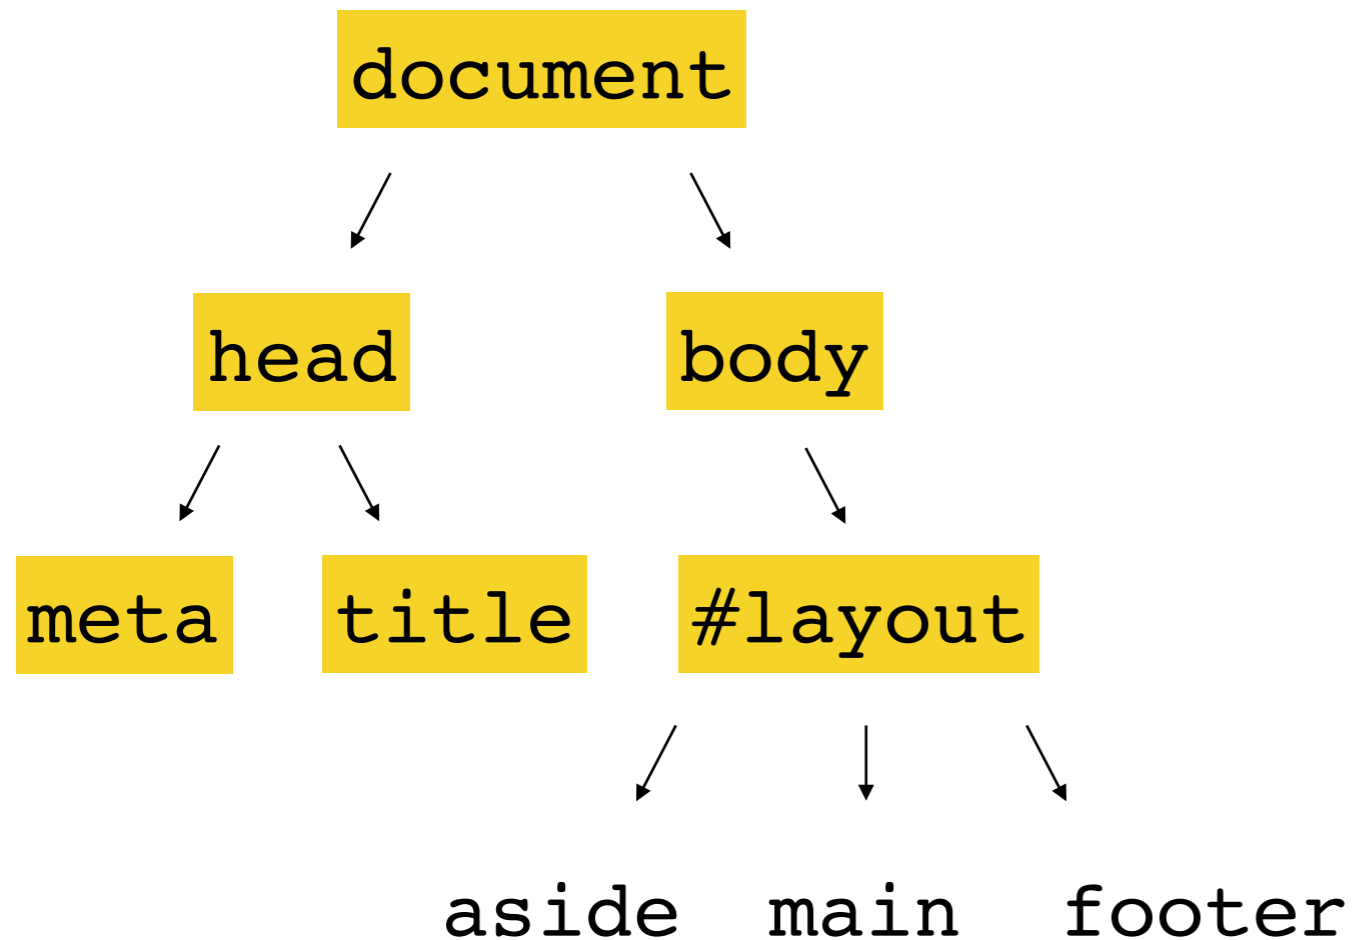 document
head body
meta title #layout
aside main footer